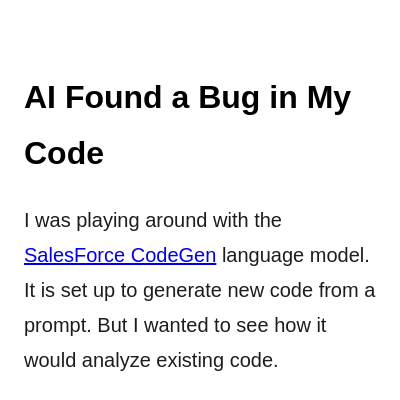 AI Found a Bug in My
Code
I was playing around with the
SalesForce CodeGen language model.
It is set up to generate new code from a
prompt. But I wanted to see how it
would analyze existing code.